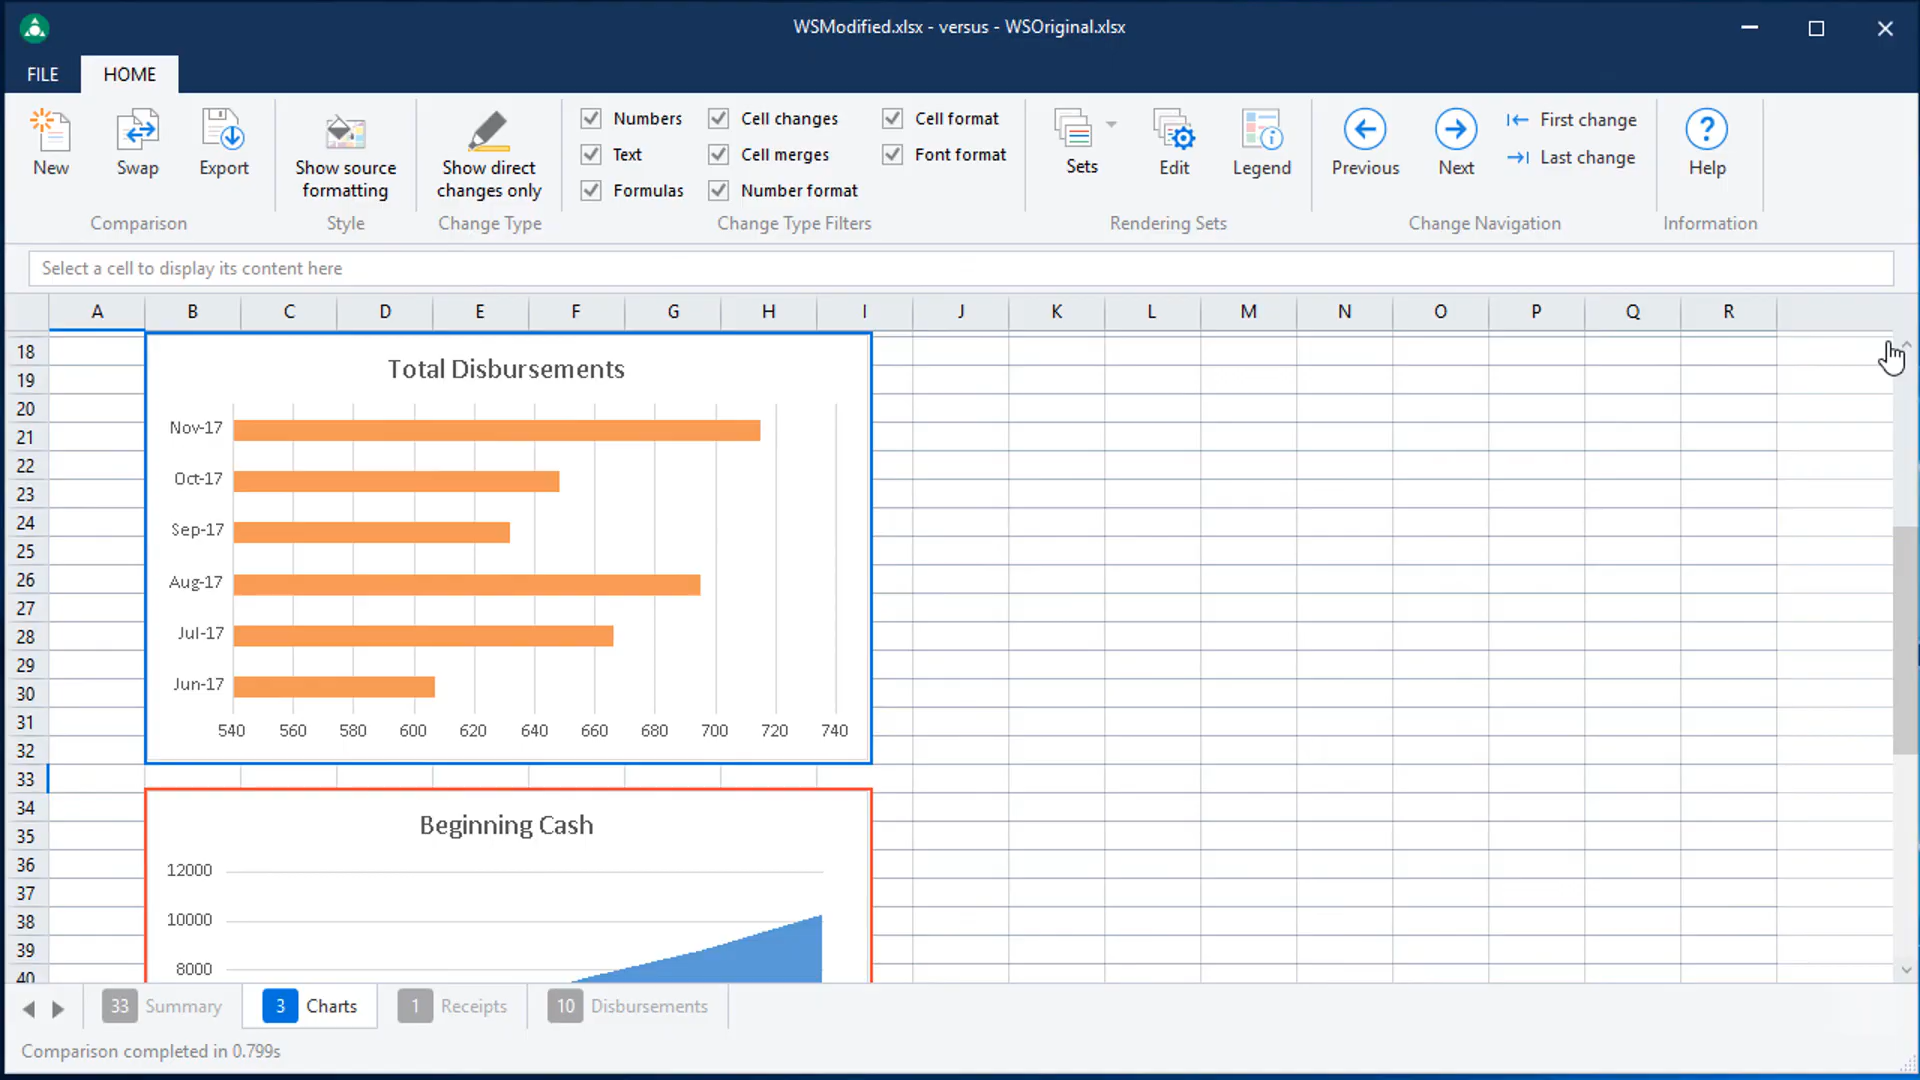 WSModified.xlsx - versus - WSOriginal.xlsx
FILE
HOME
New
Swap
Export
Comparison
Show source
formatting
Style
Show direct
changes only
Change Type
Numbers
Text
Formulas
Cell changes
Cell merges
Number format
Cell format
Font format
Change Type Filters
Sets
Edit
Legend
Rendering Sets
Previous
Next
First change
Last change
Change Navigation
?
Help
Information
Select a cell to display its content here
A B C D E F G H I J K L M N O P Q R
18
19
20
21
22
23
24
25
26
27
28
29
30
31
32
33
34
35
36
37
38
39
40
Total Disbursements
Nov-17
Oct-17
Sep-17
Aug-17
Jul-17
Jun-17
540 560 580 600 620 640 660 680 700 720 740
Beginning Cash
12000
10000
8000
33 Summary
3 Charts
1 Receipts
10 Disbursements
Comparison completed in 0.799s